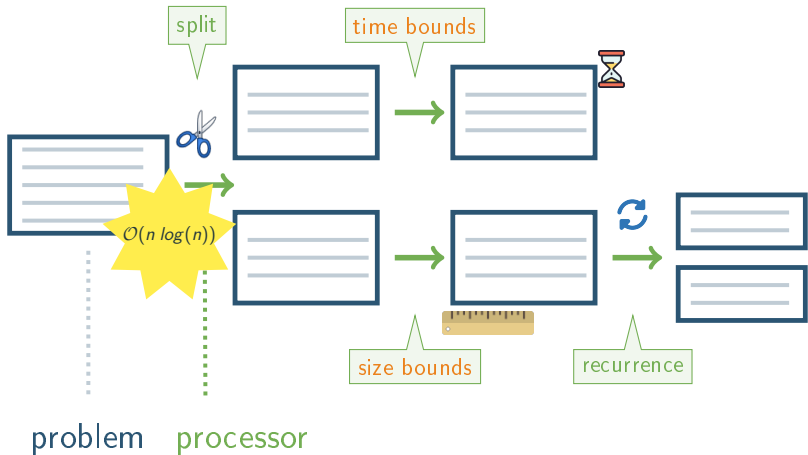 split
time bounds
𝒪(n log(n))
size bounds
recurrence
problem
processor